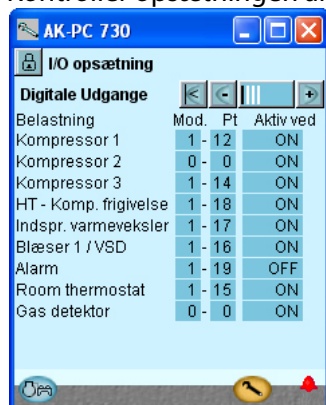 Kontroller opsætningen af
AK-PC 730
I/O opsætning
Digitale Udgange
Belastning Mod. Pt Aktiv ved
Kompressor 1 1 - 12 ON
Kompressor 2 0 - 0 ON
Kompressor 3 1 - 14 ON
HT - Komp. frigivelse 1 - 18 ON
Indspr. varmeveksler 1 - 17 ON
Blæser 1 / VSD 1 - 16 ON
Alarm 1 - 19 OFF
Room thermostat 1 - 15 ON
Gas detektor 0 - 0 ON